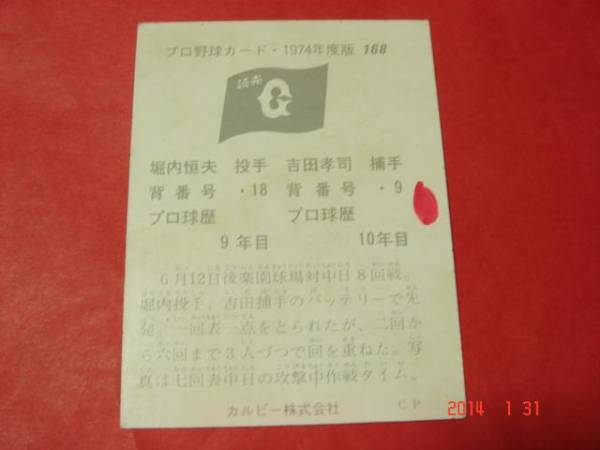 プロ野球カード・1974年度版 168
読売
G
堀内恒夫 投手 吉田孝司 捕手
背番号・18 背番号・9
プロ球歴 プロ球歴
9年目 10年目
6月12日後楽園球場対中日8回戦。
堀内投手、吉田捕手のバッテリーで先
発。一回表一点をとられたが、二回か
ら六回まで3人づつで回を重ねた。写
真は七回表中日の攻撃中作戦タイム。
カルビー株式会社 CP
2014 1 31